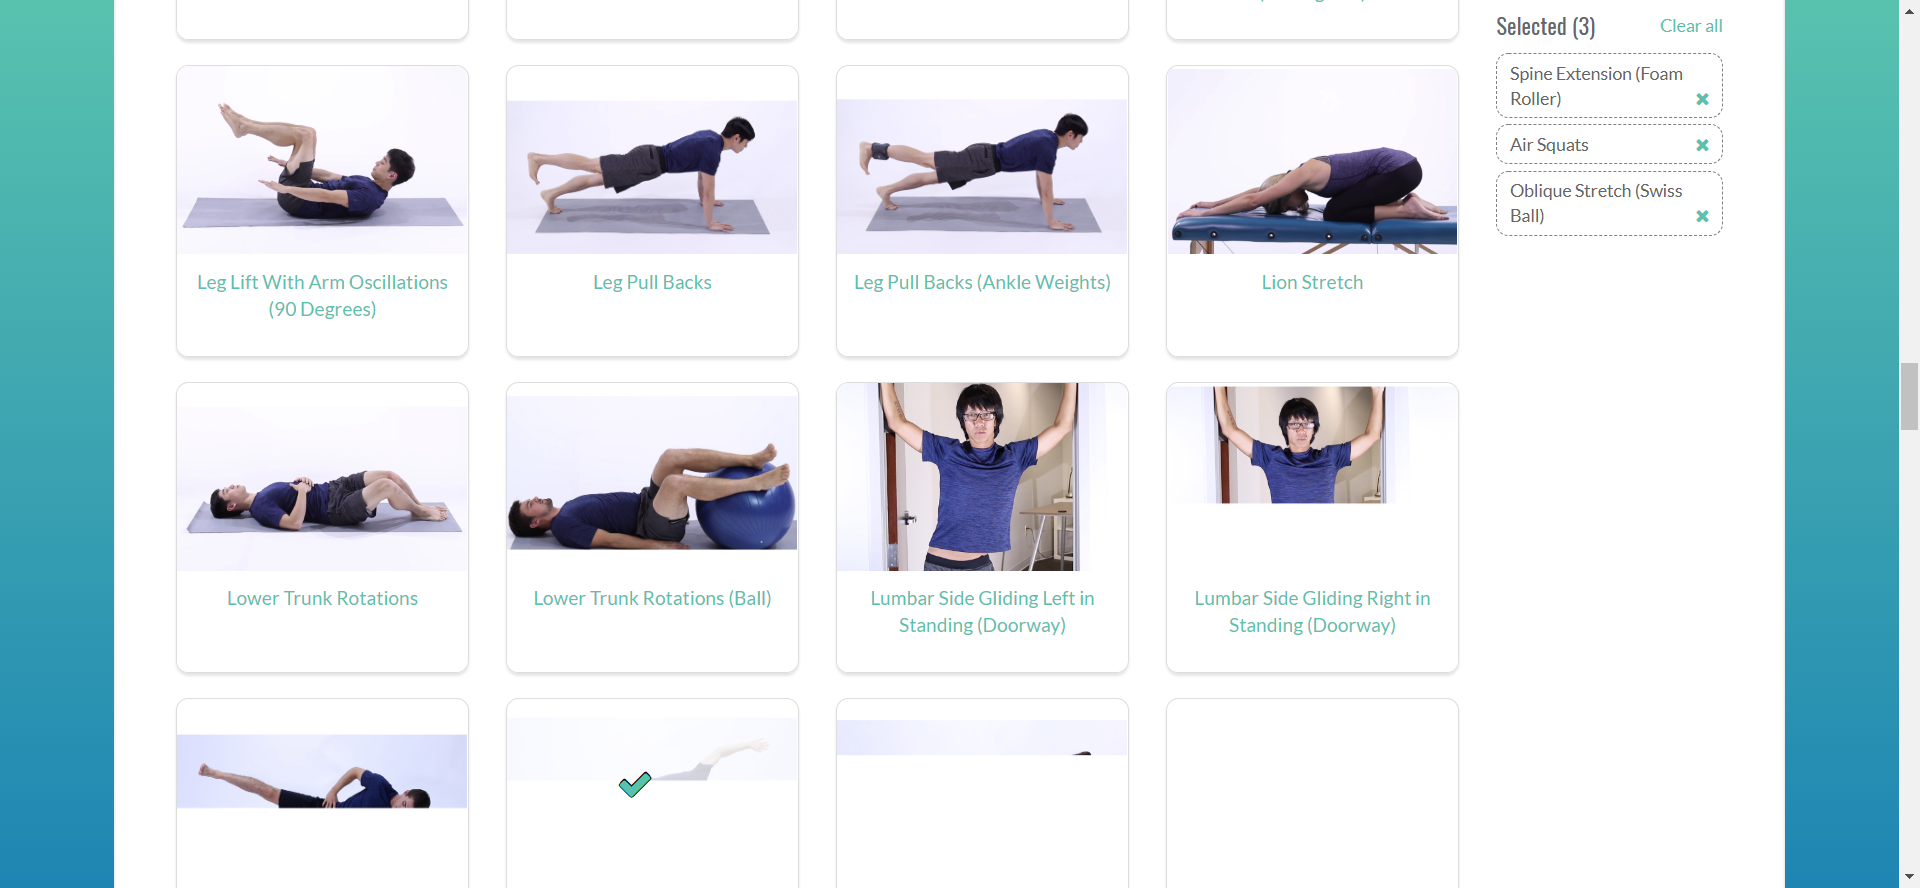 Selected (3)
Clear all
Spine Extension (Foam
Roller)
Air Squats
Oblique Stretch (Swiss
Ball)
Leg Lift With Arm Oscillations
(90 Degrees)
Leg Pull Backs
Leg Pull Backs (Ankle Weights)
Lion Stretch
Lower Trunk Rotations
Lower Trunk Rotations (Ball)
Lumbar Side Gliding Left in
Standing (Doorway)
Lumbar Side Gliding Right in
Standing (Doorway)